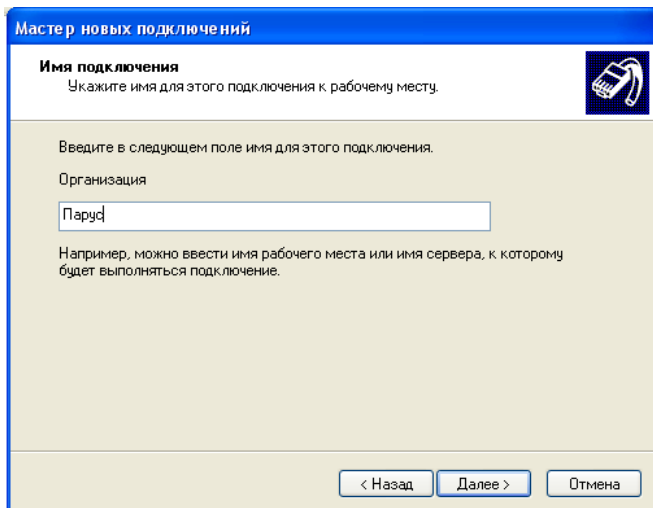 Мастер новых подключений
Имя подключения
Укажите имя для этого подключения к рабочему месту.
Введите в следующем поле имя для этого подключения.
Организация
Парус
Например, можно ввести имя рабочего места или имя сервера, к которому
будет выполняться подключение.
< Назад
Далее >
Отмена